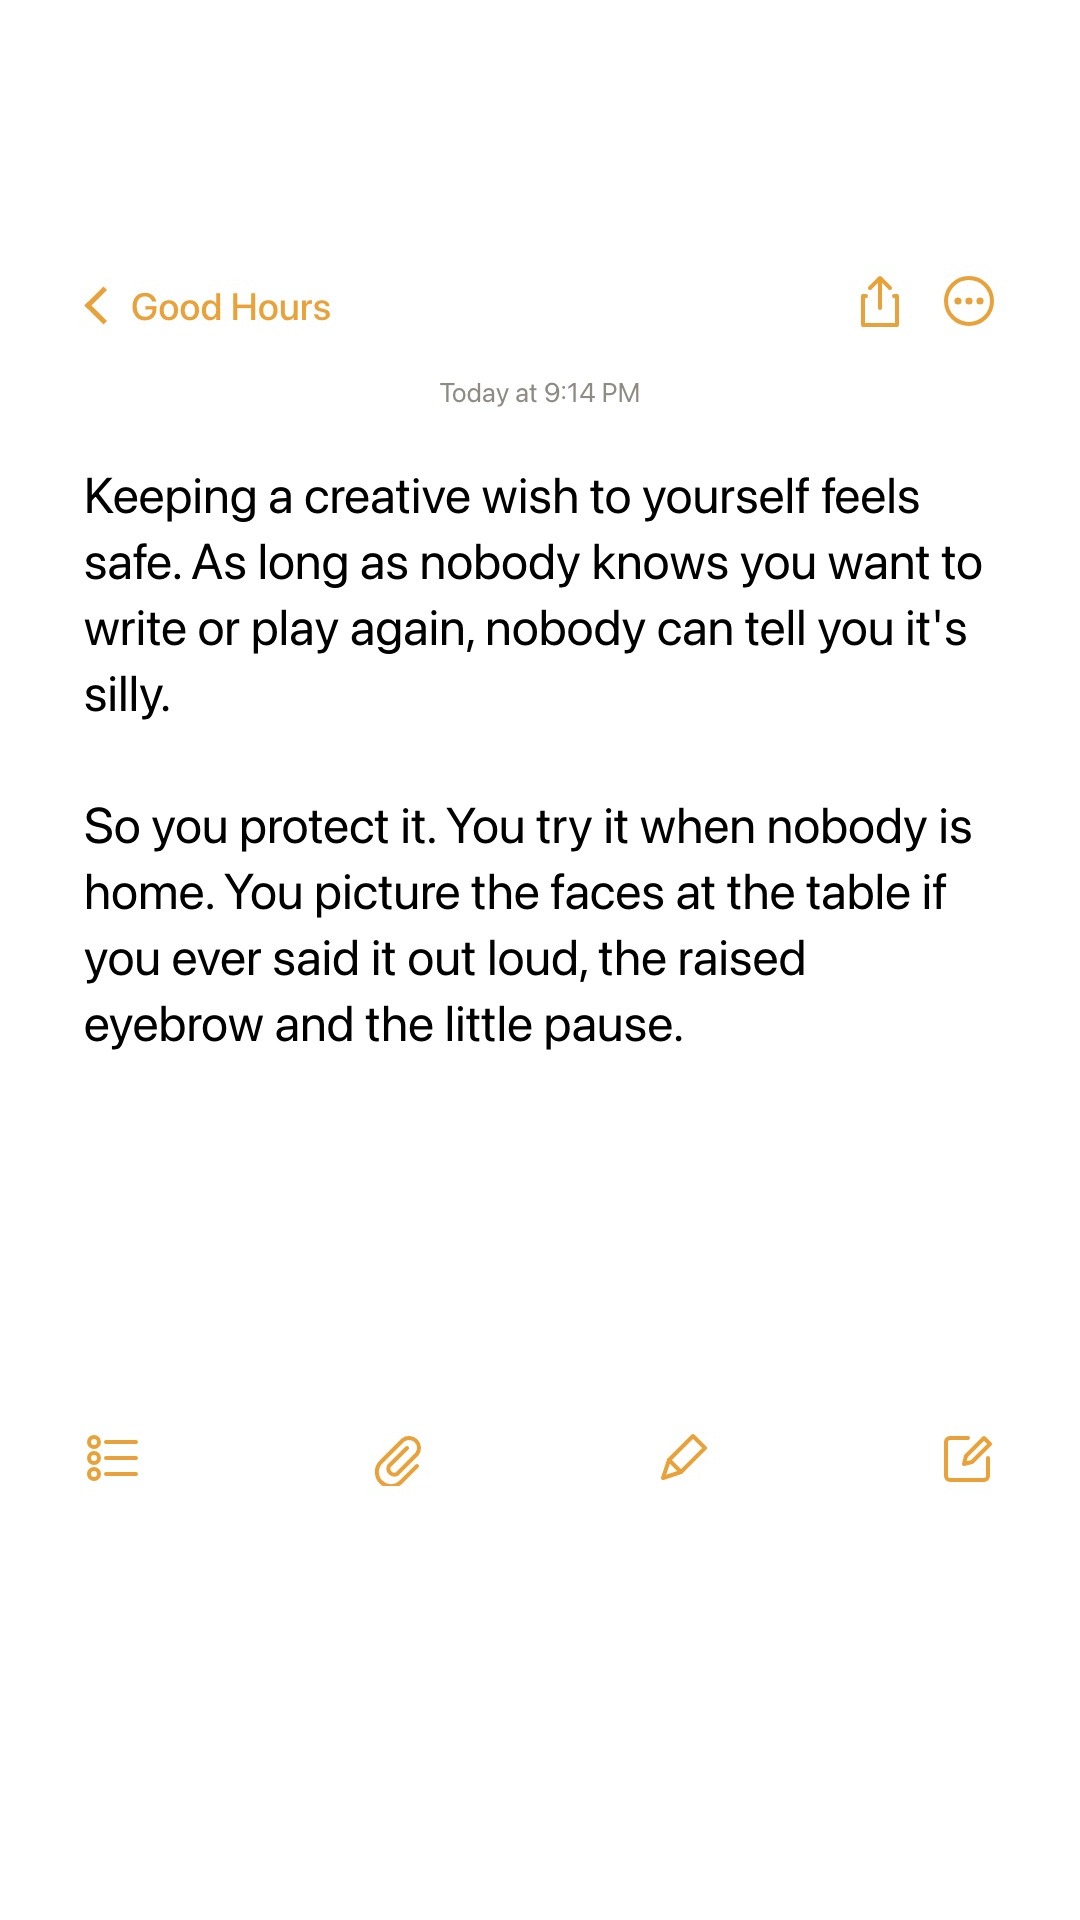 Good Hours
Today at 9:14 PM
Keeping a creative wish to yourself feels
safe. As long as nobody knows you want to
write or play again, nobody can tell you it's
silly.
So you protect it. You try it when nobody is
home. You picture the faces at the table if
you ever said it out loud, the raised
eyebrow and the little pause.